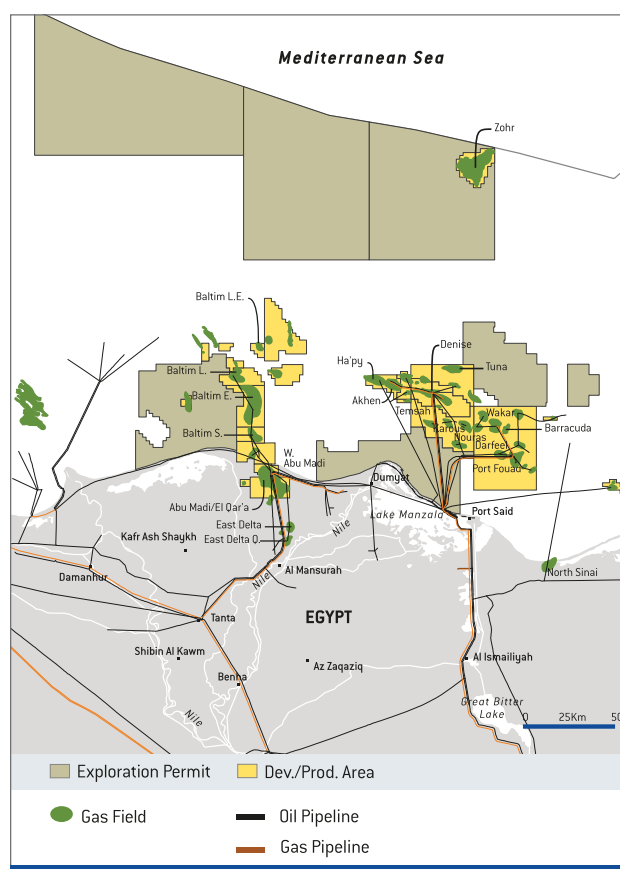 Mediterranean Sea
Zohr
Baltim L.E.
Denise
Ha'py
Tuna
Baltim L.
Akhen
Baltim E.
Temsah
Wakar
Karous
Barracuda
Baltim S.
Nouras
Darfeel
W.
Abu Madi
Port Fouad
Dumyat
Abu Madi/El Qar'a
Lake Manzala
Port Said
East Delta
Nile
Kafr Ash Shaykh
East Delta Q.
Al Mansurah
North Sinai
Damanhur
Nile
Tanta
EGYPT
Shibin Al Kawm
Az Zaqaziq
Al Ismailiyah
Benha
Great Bitter
Lake
Nile
0 25Km 50
Exploration Permit
Dev./Prod. Area
Gas Field
Oil Pipeline
Gas Pipeline